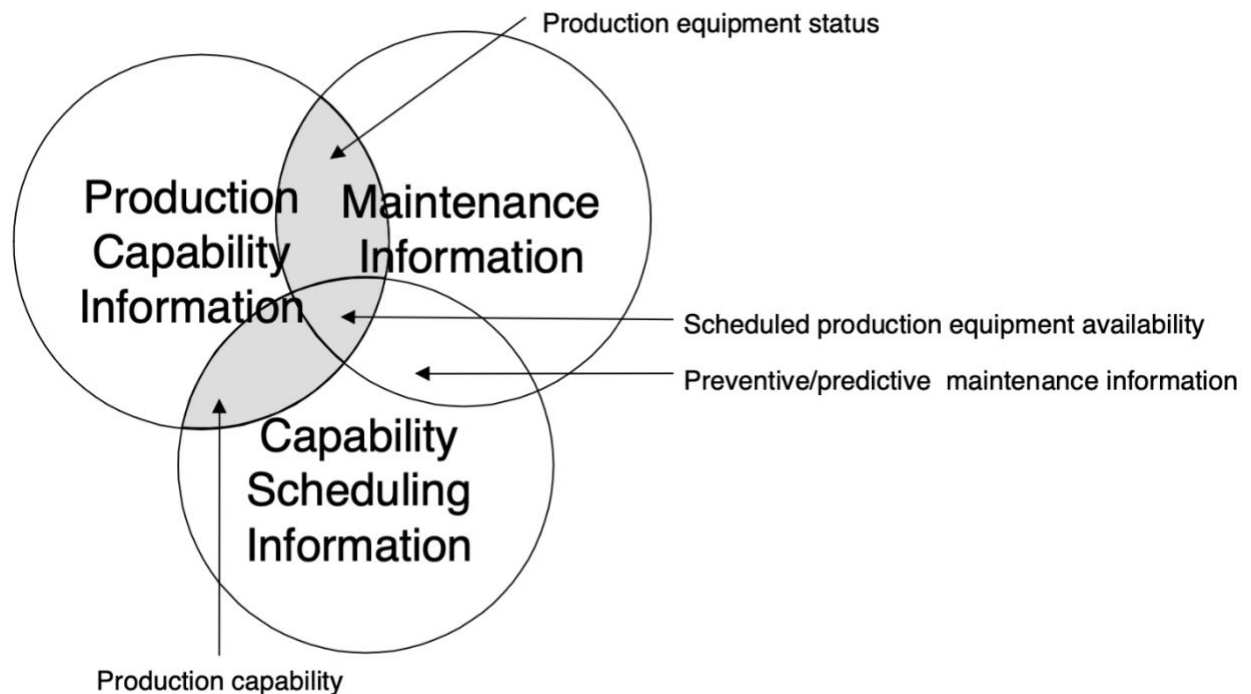 Production equipment status
Production
Capability
Information
Maintenance
Information
Scheduled production equipment availability
Preventive/predictive  maintenance information
Capability
Scheduling
Information
Production capability